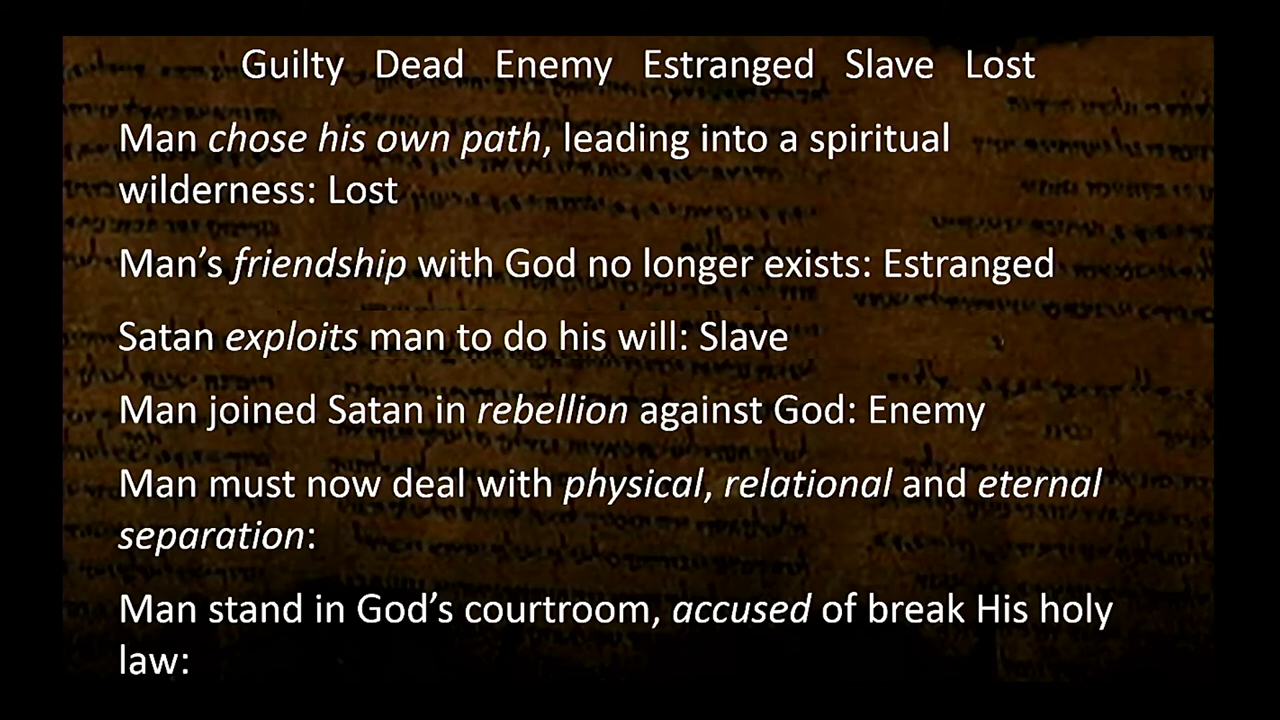 Guilty Dead Enemy Estranged Slave Lost
Man chose his own path, leading into a spiritual
wilderness: Lost
Man's friendship with God no longer exists: Estranged
Satan exploits man to do his will: Slave
Man joined Satan in rebellion against God: Enemy
Man must now deal with physical, relational and eternal
separation:
Man stand in God's courtroom, accused of break His holy
law: